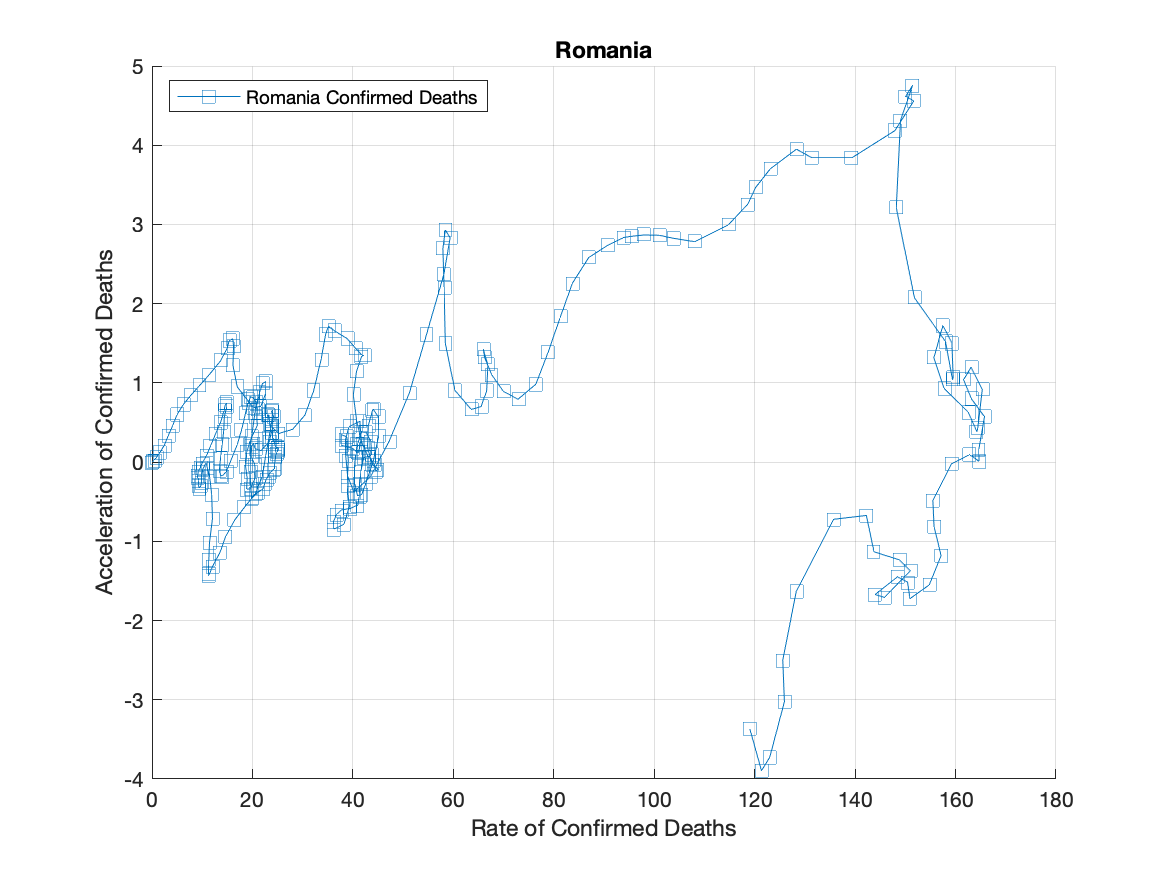 Romania
Romania Confirmed Deaths
Acceleration of Confirmed Deaths
5
4
3
2
1
0
-1
-2
-3
-4
0 20 40 60 80 100 120 140 160 180
Rate of Confirmed Deaths